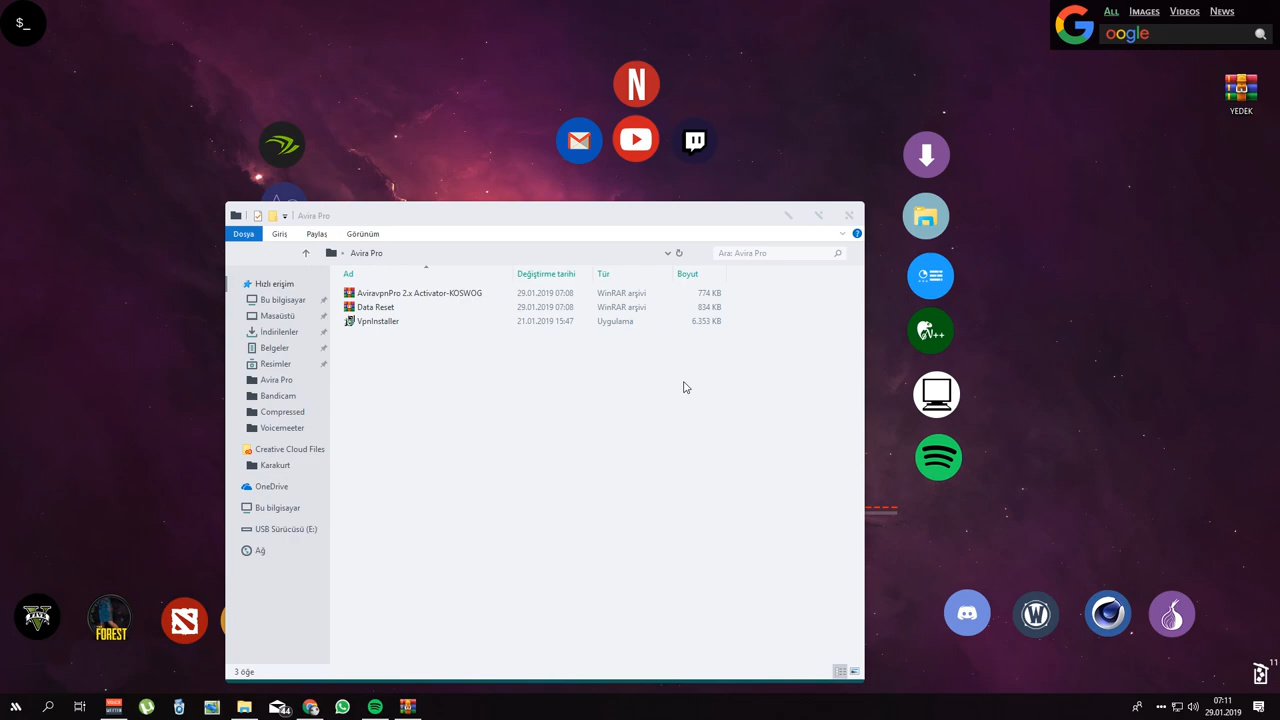 $_
ALL IMAGES VIDEOS NEWS
Google
YEDEK
N
Avira Pro
Dosya Giriş Paylaş Görünüm
Avira Pro
Ara: Avira Pro
Ad Değiştirme tarihi Tür Boyut
AviravpnPro 2.x Activator-KOSWOG 29.01.2019 07:08 WinRAR arşivi 774 KB
Data Reset 29.01.2019 07:08 WinRAR arşivi 834 KB
VpnInstaller 21.01.2019 15:47 Uygulama 6.353 KB
Hızlı erişim
Bu bilgisayar
Masaüstü
İndirilenler
Belgeler
Resimler
Avira Pro
Bandicam
Compressed
Voicemeeter
Creative Cloud Files
Karakurt
OneDrive
Bu bilgisayar
USB Sürücüsü (E:)
Ağ
3 öğe
N++
V
FIVE
THE FOREST
W
44
07:11
29.01.2019